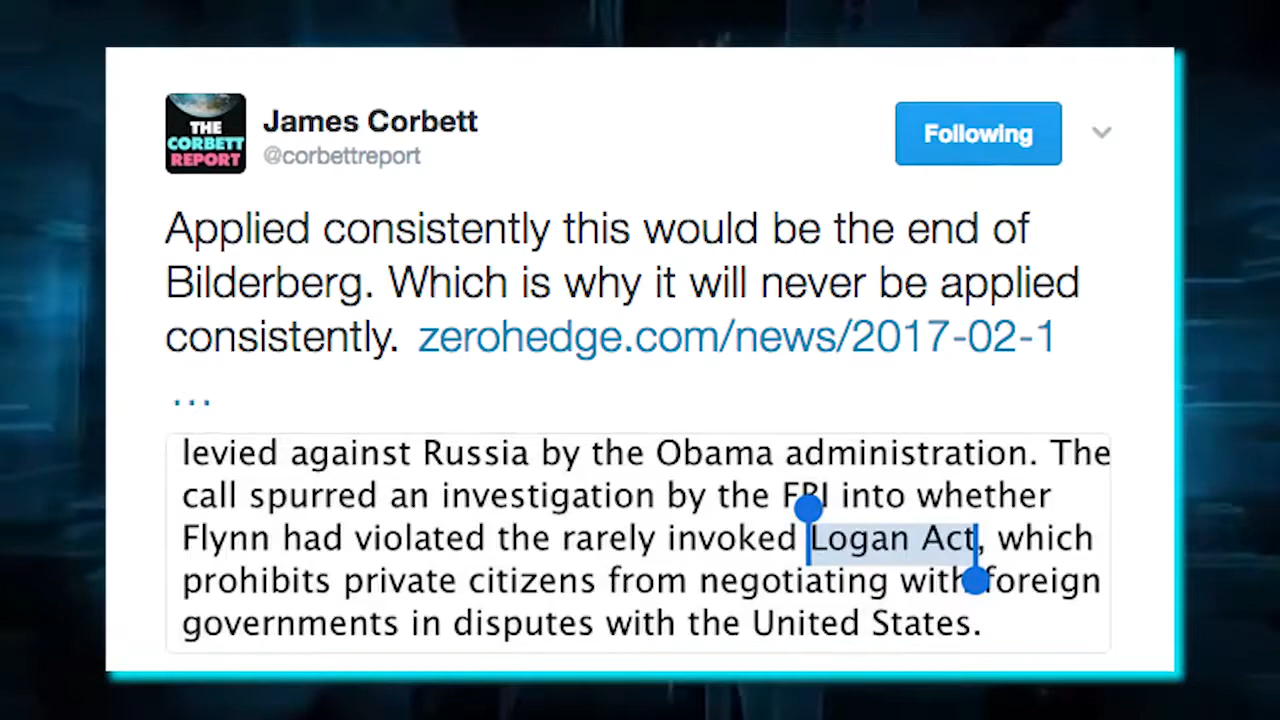 THE
CORBETT
REPORT
James Corbett
@corbettreport
Following
Applied consistently this would be the end of
Bilderberg. Which is why it will never be applied
consistently. zerohedge.com/news/2017-02-1
...
levied against Russia by the Obama administration. The
call spurred an investigation by the FBI into whether
Flynn had violated the rarely invoked Logan Act, which
prohibits private citizens from negotiating with foreign
governments in disputes with the United States.